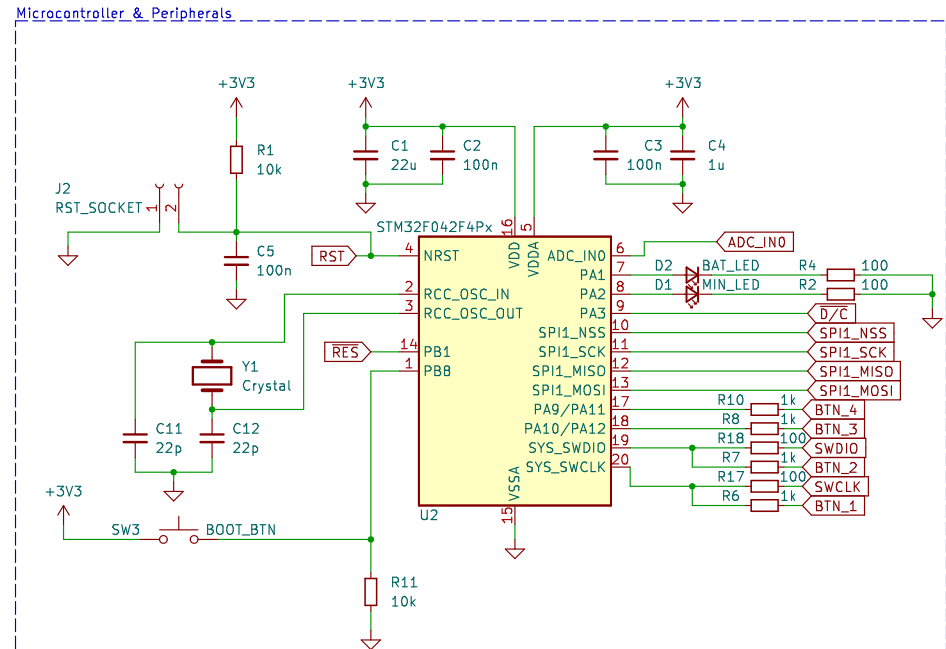 Microcontroller & Peripherals
+3V3
+3V3
+3V3
R1
10k
C1
22u
C2
100n
C3
100n
C4
1u
J2
RST_SOCKET
1
2
C5
100n
STM32F042F4Px
16
VDD
5
VDDA
RST
4
NRST
2
RCC_OSC_IN
3
RCC_OSC_OUT
RES
14
PB1
1
PB8
ADC_IN0
6
ADC_IN0
PA1
7
D2
BAT_LED
R4
100
PA2
8
D1
MIN_LED
R2
100
PA3
9
D/C
SPI1_NSS
10
SPI1_NSS
SPI1_SCK
11
SPI1_SCK
SPI1_MISO
12
SPI1_MISO
SPI1_MOSI
13
SPI1_MOSI
PA9/PA11
17
R10
1k
BTN_4
PA10/PA12
18
R8
1k
BTN_3
SYS_SWDIO
19
R18
100
SWDIO
R7
1k
BTN_2
SYS_SWCLK
20
R17
100
SWCLK
R6
1k
BTN_1
VSSA
15
U2
Y1
Crystal
C11
22p
C12
22p
+3V3
SW3
BOOT_BTN
R11
10k